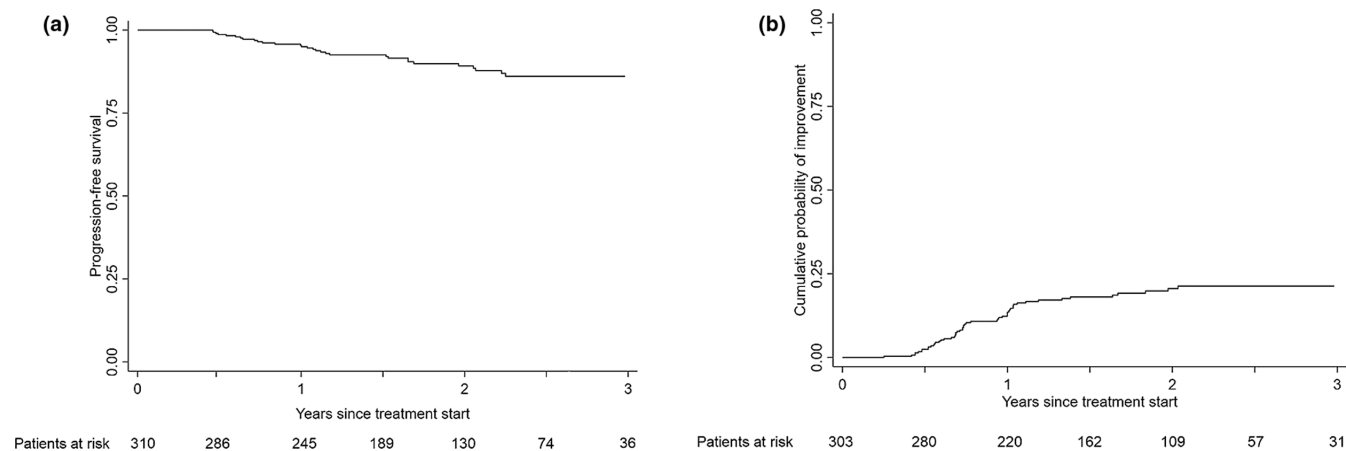 (a)
Progression-free survival
1.00
0.75
0.50
0.25
0.00
0 1 2 3
Years since treatment start
Patients at risk 310 286 245 189 130 74 36
(b)
Cumulative probability of improvement
1.00
0.75
0.50
0.25
0.00
0 1 2 3
Years since treatment start
Patients at risk 303 280 220 162 109 57 31